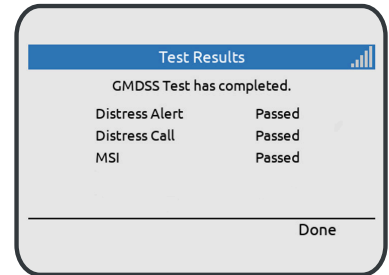 Test Results
GMDSS Test has completed.
Distress Alert Passed
Distress Call Passed
MSI Passed
Done